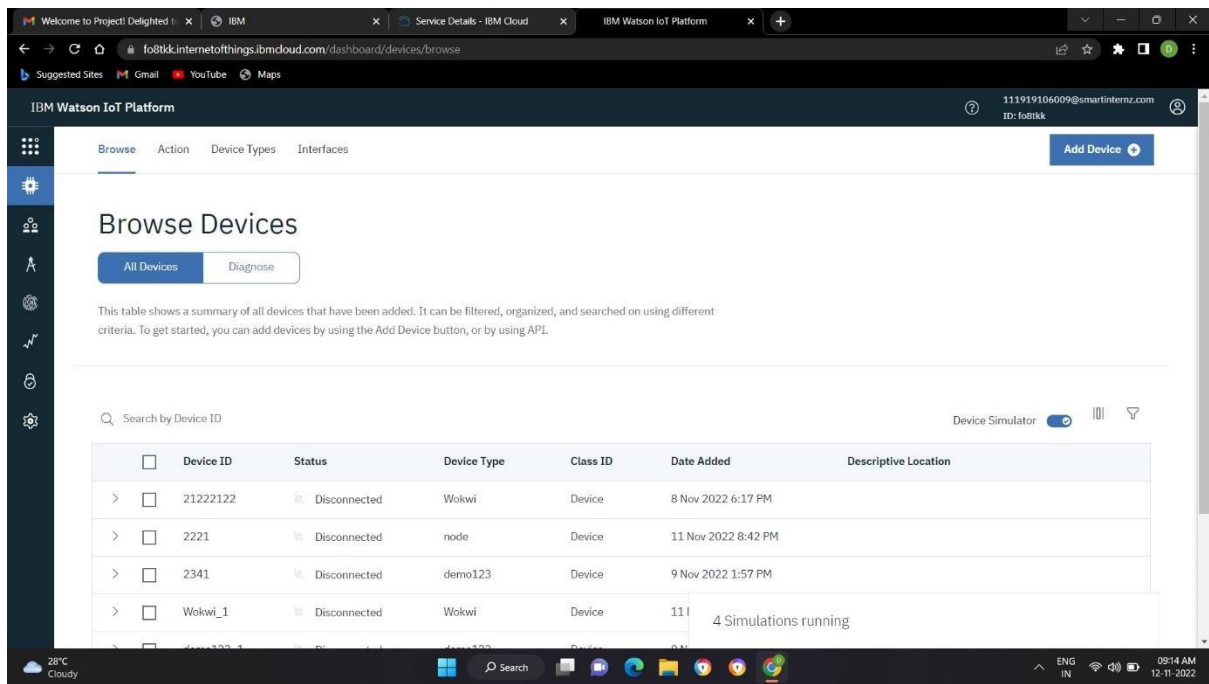 Welcome to Project! Delighted t
IBM
Service Details - IBM Cloud
IBM Watson IoT Platform
fo8tkk.internetofthings.ibmcloud.com/dashboard/devices/browse
Suggested Sites Gmail YouTube Maps
IBM Watson IoT Platform
111919106009@smartinternz.com
ID: fo8tkk
Browse Action Device Types Interfaces
Add Device
Browse Devices
All Devices Diagnose
This table shows a summary of all devices that have been added. It can be filtered, organized, and searched on using different
criteria. To get started, you can add devices by using the Add Device button, or by using API.
Search by Device ID
Device Simulator
Device ID Status Device Type Class ID Date Added Descriptive Location
21222122 Disconnected Wokwi Device 8 Nov 2022 6:17 PM
2221 Disconnected node Device 11 Nov 2022 8:42 PM
2341 Disconnected demo123 Device 9 Nov 2022 1:57 PM
Wokwi_1 Disconnected Wokwi Device 11
4 Simulations running
28°C
Cloudy
Search
ENG
IN
09:14 AM
12-11-2022